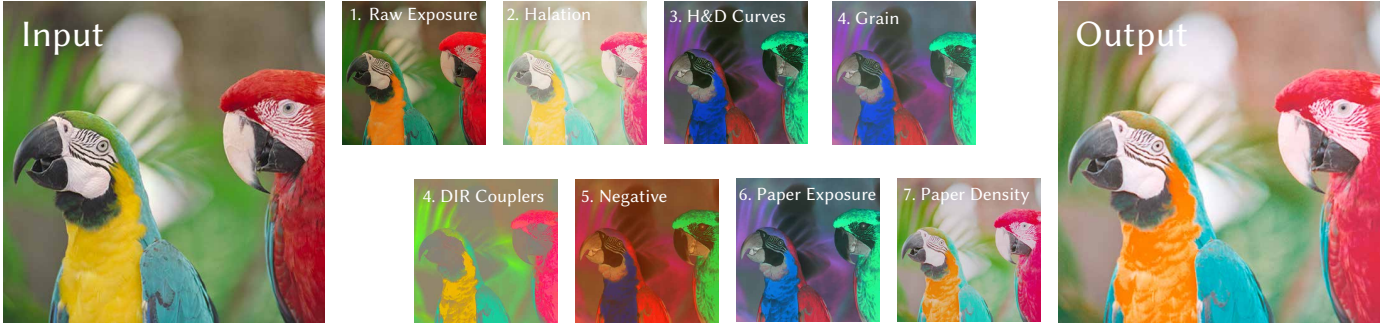 Input
1. Raw Exposure
2. Halation
3. H&D Curves
4. Grain
4. DIR Couplers
5. Negative
6. Paper Exposure
7. Paper Density
Output